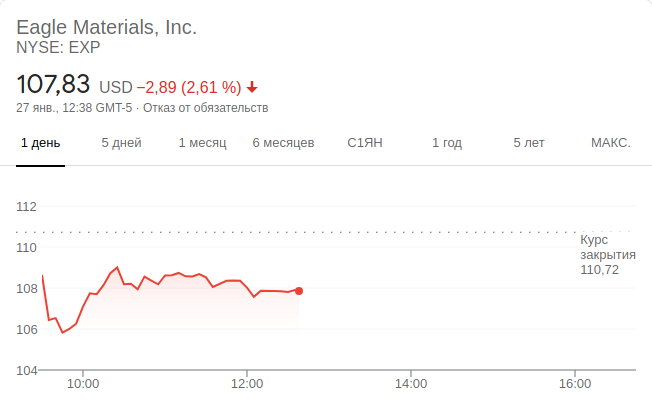 Eagle Materials, Inc.
NYSE: EXP
107,83 USD −2,89 (2,61 %)
27 янв., 12:38 GMT-5 · Отказ от обязательств
1 день 5 дней 1 месяц 6 месяцев С1ЯН 1 год 5 лет МАКС.
112
110
Курс
закрытия
110,72
108
106
104
10:00 12:00 14:00 16:00